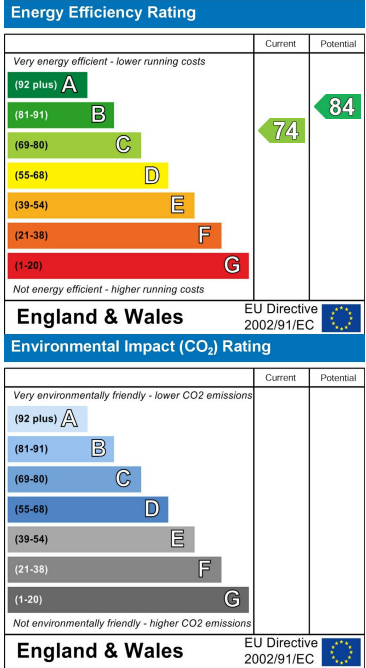 Energy Efficiency Rating
Current Potential
Very energy efficient - lower running costs
(92 plus) A
(81-91) B
(69-80) C
(55-68) D
(39-54) E
(21-38) F
(1-20) G
74
84
Not energy efficient - higher running costs
England & Wales
EU Directive
2002/91/EC
Environmental Impact (CO₂) Rating
Current Potential
Very environmentally friendly - lower CO2 emissions
(92 plus) A
(81-91) B
(69-80) C
(55-68) D
(39-54) E
(21-38) F
(1-20) G
Not environmentally friendly - higher CO2 emissions
England & Wales
EU Directive
2002/91/EC